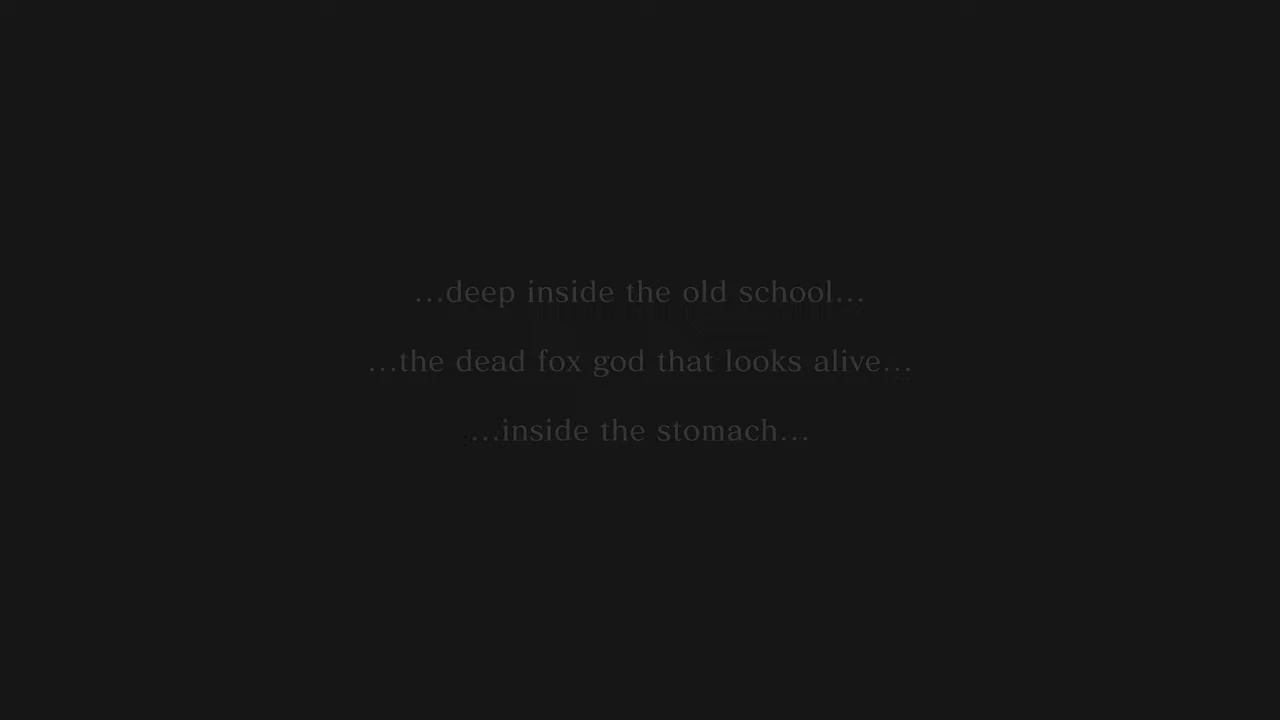 ...deep inside the old school...
...the dead fox god that looks alive...
...inside the stomach...